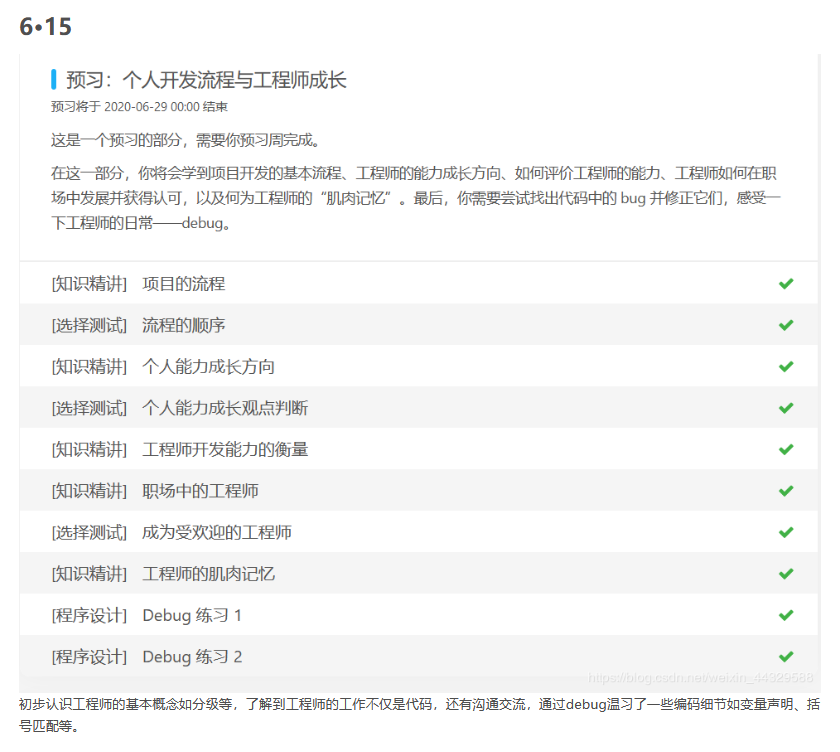 6•15
预习：个人开发流程与工程师成长
预习将于 2020-06-29 00:00 结束
这是一个预习的部分，需要你预习周完成。
在这一部分，你将会学到项目开发的基本流程、工程师的能力成长方向、如何评价工程师的能力、工程师如何在职
场中发展并获得认可，以及何为工程师的“肌肉记忆”。最后，你需要尝试找出代码中的 bug 并修正它们，感受一
下工程师的日常——debug。
[知识精讲] 项目的流程
[选择测试] 流程的顺序
[知识精讲] 个人能力成长方向
[选择测试] 个人能力成长观点判断
[知识精讲] 工程师开发能力的衡量
[知识精讲] 职场中的工程师
[选择测试] 成为受欢迎的工程师
[知识精讲] 工程师的肌肉记忆
[程序设计] Debug 练习 1
[程序设计] Debug 练习 2
https://blog.csdn.net/weixin_44329588
初步认识工程师的基本概念如分级等，了解到工程师的工作不仅是代码，还有沟通交流，通过debug温习了一些编码细节如变量声明、括
号匹配等。